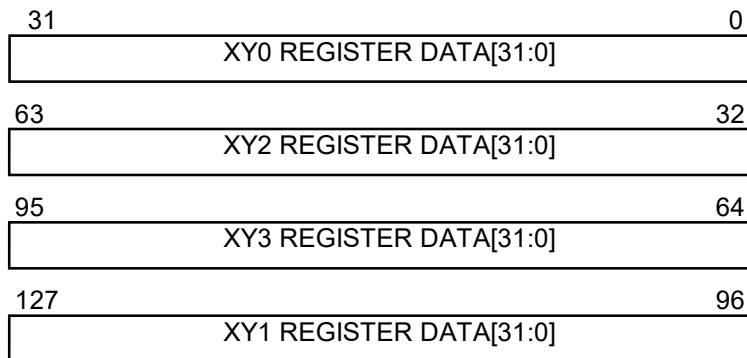 31 0
XY0 REGISTER DATA[31:0]
63 32
XY2 REGISTER DATA[31:0]
95 64
XY3 REGISTER DATA[31:0]
127 96
XY1 REGISTER DATA[31:0]